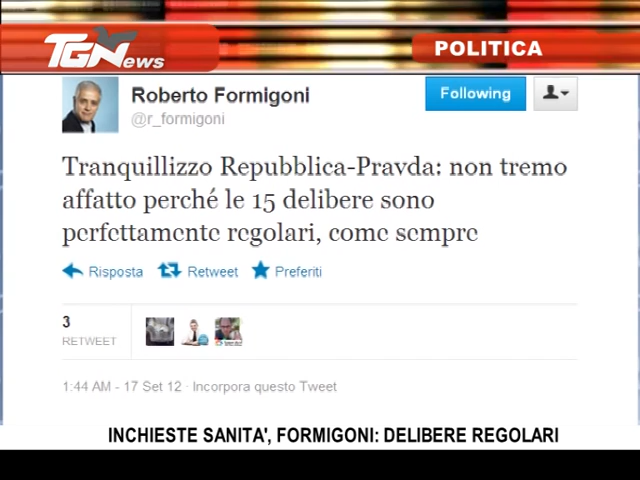 TGNEWS
POLITICA
Roberto Formigoni
@r_formigoni
Following
Tranquillizzo Repubblica-Pravda: non tremo
affatto perché le 15 delibere sono
perfettamente regolari, come sempre
Risposta Retweet Preferiti
3
RETWEET
1:44 AM - 17 Set 12 · Incorpora questo Tweet
INCHIESTE SANITA', FORMIGONI: DELIBERE REGOLARI